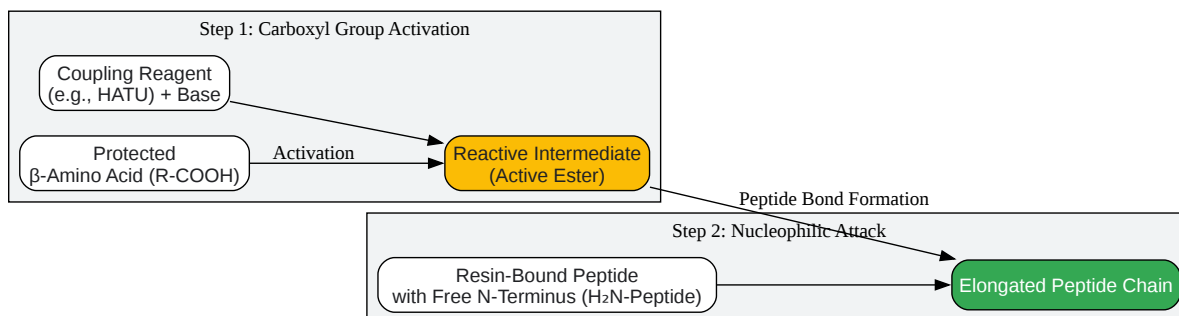 Step 1: Carboxyl Group Activation
Coupling Reagent
(e.g., HATU) + Base
Protected
β-Amino Acid (R-COOH)
Activation
Reactive Intermediate
(Active Ester)
Peptide Bond Formation
Step 2: Nucleophilic Attack
Resin-Bound Peptide
with Free N-Terminus (H₂N-Peptide)
Elongated Peptide Chain